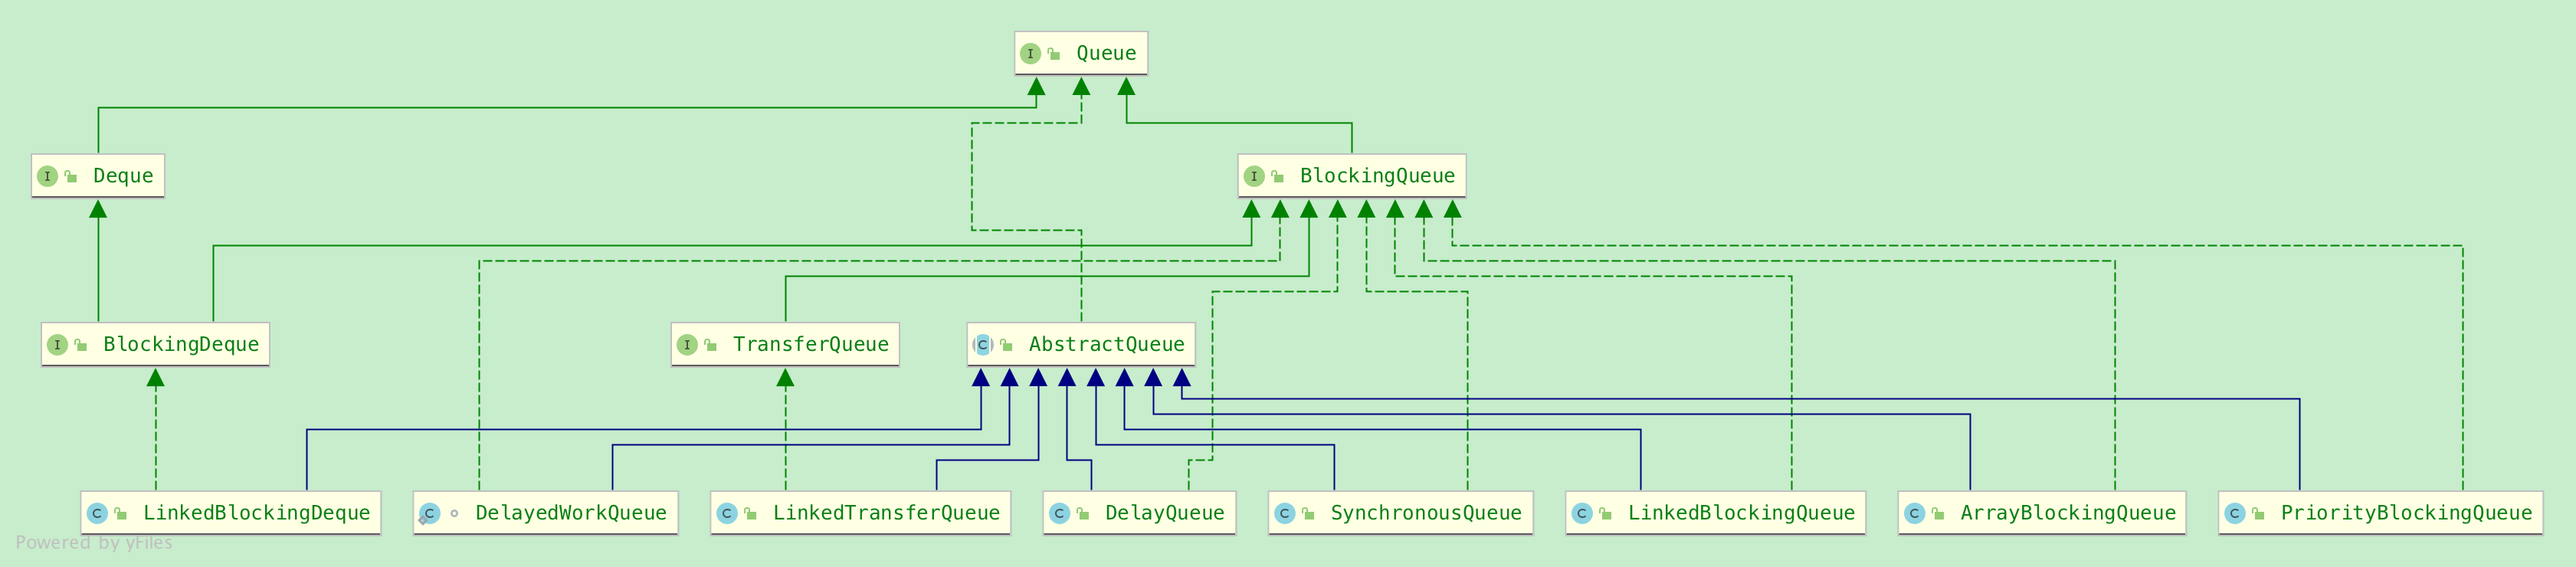 I Queue
I Deque
I BlockingQueue
I BlockingDeque
I TransferQueue
C AbstractQueue
C LinkedBlockingDeque
C DelayedWorkQueue
C LinkedTransferQueue
C DelayQueue
C SynchronousQueue
C LinkedBlockingQueue
C ArrayBlockingQueue
C PriorityBlockingQueue
Powered by yFiles